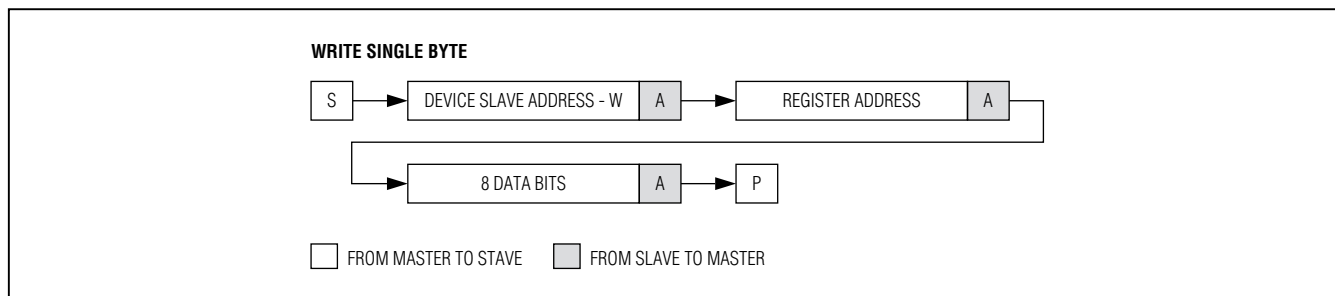 WRITE SINGLE BYTE
S DEVICE SLAVE ADDRESS - W A REGISTER ADDRESS A
8 DATA BITS A P
FROM MASTER TO STAVE FROM SLAVE TO MASTER